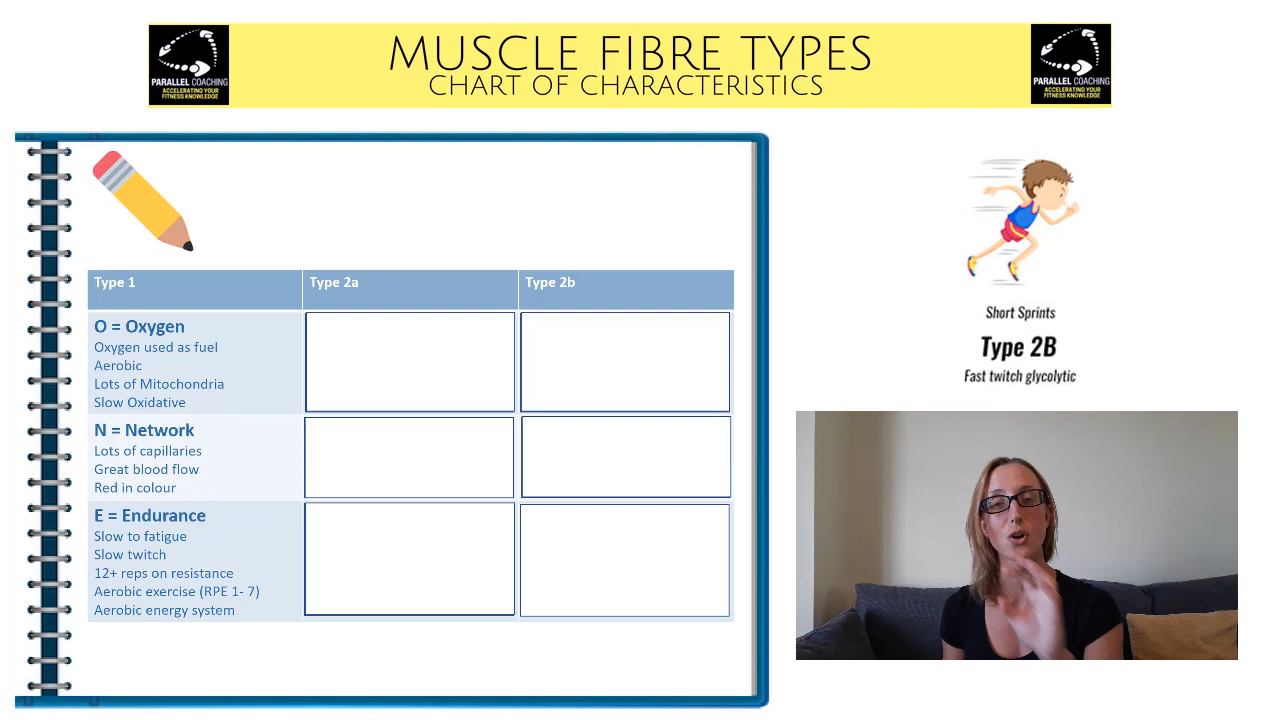 MUSCLE FIBRE TYPES
CHART OF CHARACTERISTICS
PARALLEL COACHING
ACCELERATING YOUR
FITNESS KNOWLEDGE
PARALLEL COACHING
ACCELERATING YOUR
FITNESS KNOWLEDGE
Type 1
Type 2a
Type 2b
O = Oxygen
Oxygen used as fuel
Aerobic
Lots of Mitochondria
Slow Oxidative
N = Network
Lots of capillaries
Great blood flow
Red in colour
E = Endurance
Slow to fatigue
Slow twitch
12+ reps on resistance
Aerobic exercise (RPE 1- 7)
Aerobic energy system
Short Sprints
Type 2B
Fast twitch glycolytic